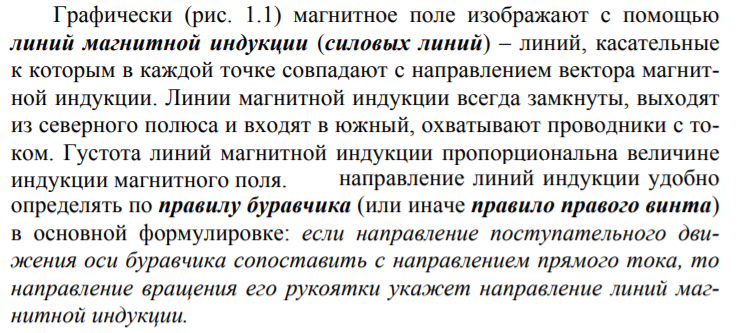 Графически (рис. 1.1) магнитное поле изображают с помощью
линий магнитной индукции (силовых линий) – линий, касательные
к которым в каждой точке совпадают с направлением вектора магнит-
ной индукции. Линии магнитной индукции всегда замкнуты, выходят
из северного полюса и входят в южный, охватывают проводники с то-
ком. Густота линий магнитной индукции пропорциональна величине
индукции магнитного поля. направление линий индукции удобно
определять по правилу буравчика (или иначе правило правого винта)
в основной формулировке: если направление поступательного дви-
жения оси буравчика сопоставить с направлением прямого тока, то
направление вращения его рукоятки укажет направление линий маг-
нитной индукции.